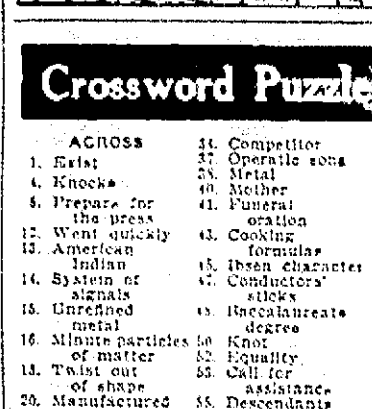 Crossword Puzzle
ACROSS
1. Exist
4. Knocks
8. Prepare for
the press
12. Went quickly
13. American
Indian
14. System of
signals
15. Unrefined
metal
16. Minute particles
of matter
18. Twist out
of shape
20. Manufactured
34. Competitor
37. Operatic song
38. Metal
40. Mother
41. Funeral
oration
43. Cooking
formulas
45. Ibsen character
47. Conductors'
sticks
48. Baccalaureate
degree
50. Knot
52. Equality
53. Call for
assistance
55. Descendants